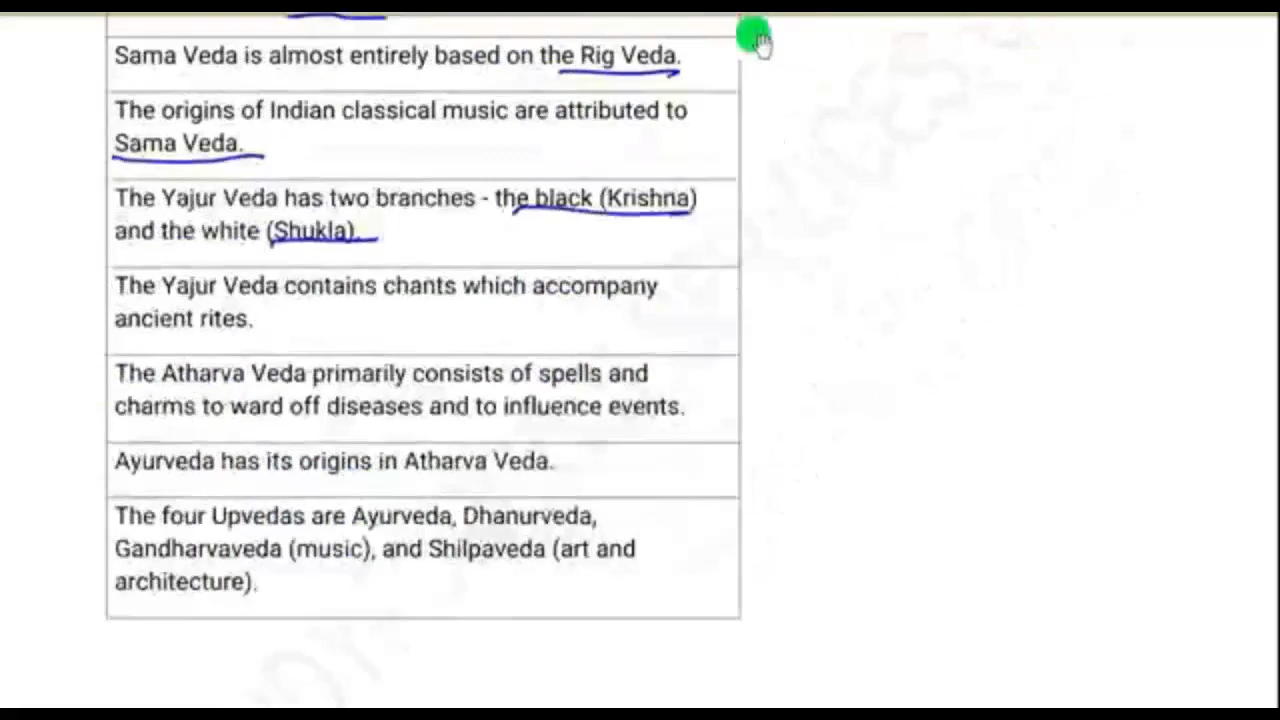 Sama Veda is almost entirely based on the Rig Veda.
The origins of Indian classical music are attributed to
Sama Veda.
The Yajur Veda has two branches - the black (Krishna)
and the white (Shukla).
The Yajur Veda contains chants which accompany
ancient rites.
The Atharva Veda primarily consists of spells and
charms to ward off diseases and to influence events.
Ayurveda has its origins in Atharva Veda.
The four Upvedas are Ayurveda, Dhanurveda,
Gandharvaveda (music), and Shilpaveda (art and
architecture).